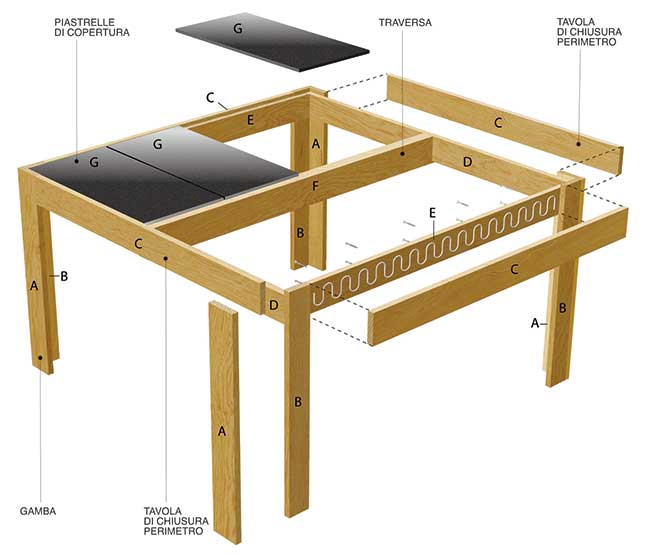 PIASTRELLE
DI COPERTURA
TRAVERSA
TAVOLA
DI CHIUSURA
PERIMETRO
G
C
E
A
C
G
G
D
F
E
B
C
C
A
B
D
A
B
B
A
GAMBA
TAVOLA
DI CHIUSURA
PERIMETRO